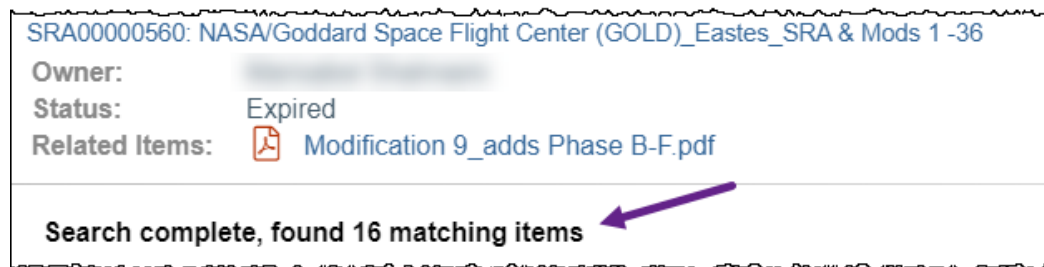 SRA00000560: NASA/Goddard Space Flight Center (GOLD)_Eastes_SRA & Mods 1 -36
Owner:
Status: Expired
Related Items: Modification 9_adds Phase B-F.pdf
Search complete, found 16 matching items